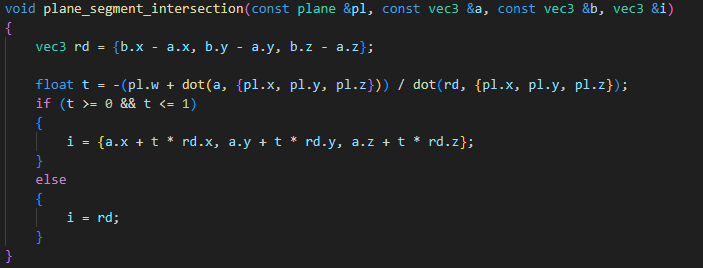 void plane_segment_intersection(const plane &pl, const vec3 &a, const vec3 &b, vec3 &i)
{
    vec3 rd = {b.x - a.x, b.y - a.y, b.z - a.z};

    float t = -(pl.w + dot(a, {pl.x, pl.y, pl.z})) / dot(rd, {pl.x, pl.y, pl.z});
    if (t >= 0 && t <= 1)
    {
        i = {a.x + t * rd.x, a.y + t * rd.y, a.z + t * rd.z};
    }
    else
    {
        i = rd;
    }
}